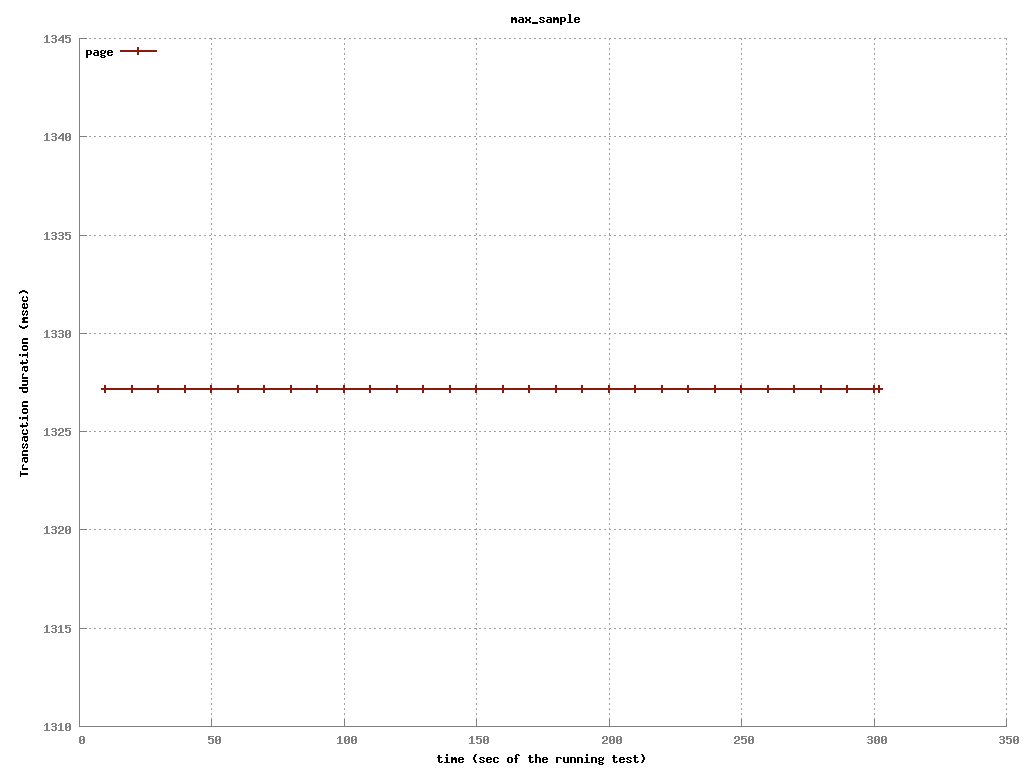 max_sample
1345
page
1340
1335
1330
1325
1320
1315
1310
Transaction duration (msec)
0 50 100 150 200 250 300 350
time (sec of the running test)